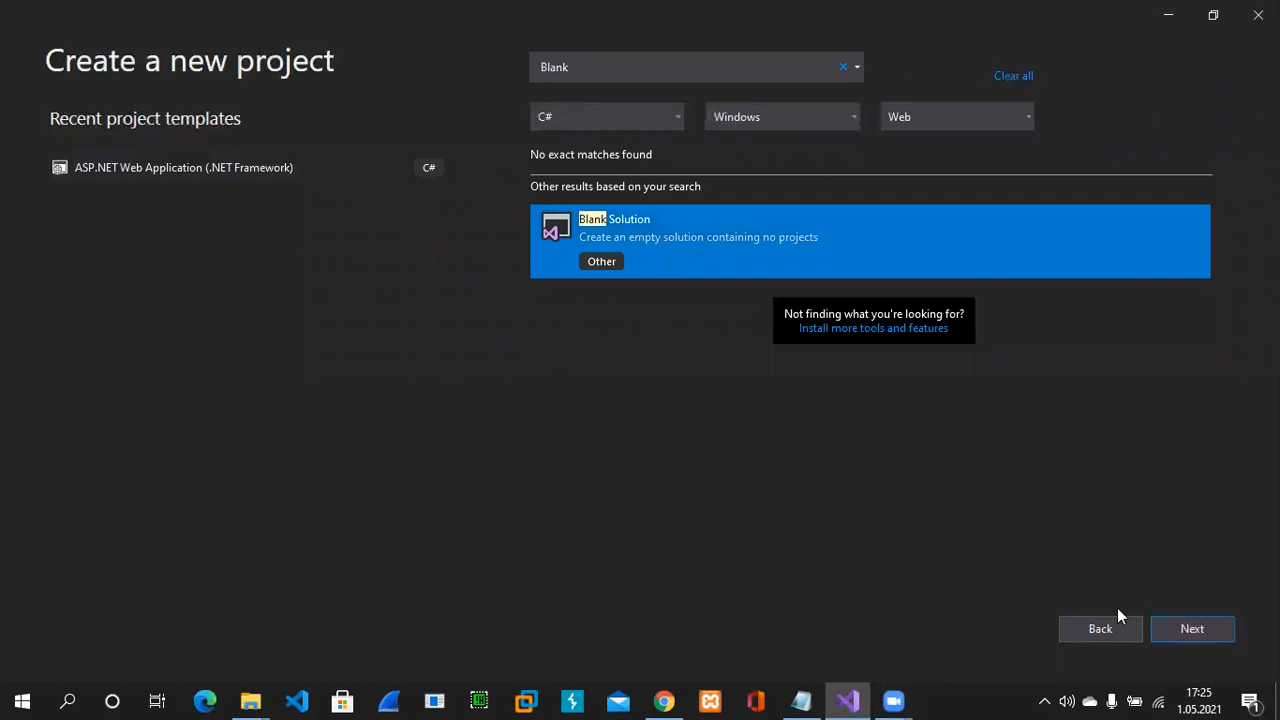 Create a new project
Blank
Clear all
Recent project templates
C#
Windows
Web
No exact matches found
ASP.NET Web Application (.NET Framework)
C#
Other results based on your search
Blank Solution
Create an empty solution containing no projects
Other
Not finding what you're looking for?
Install more tools and features
Back
Next
17:25
1.05.2021
1